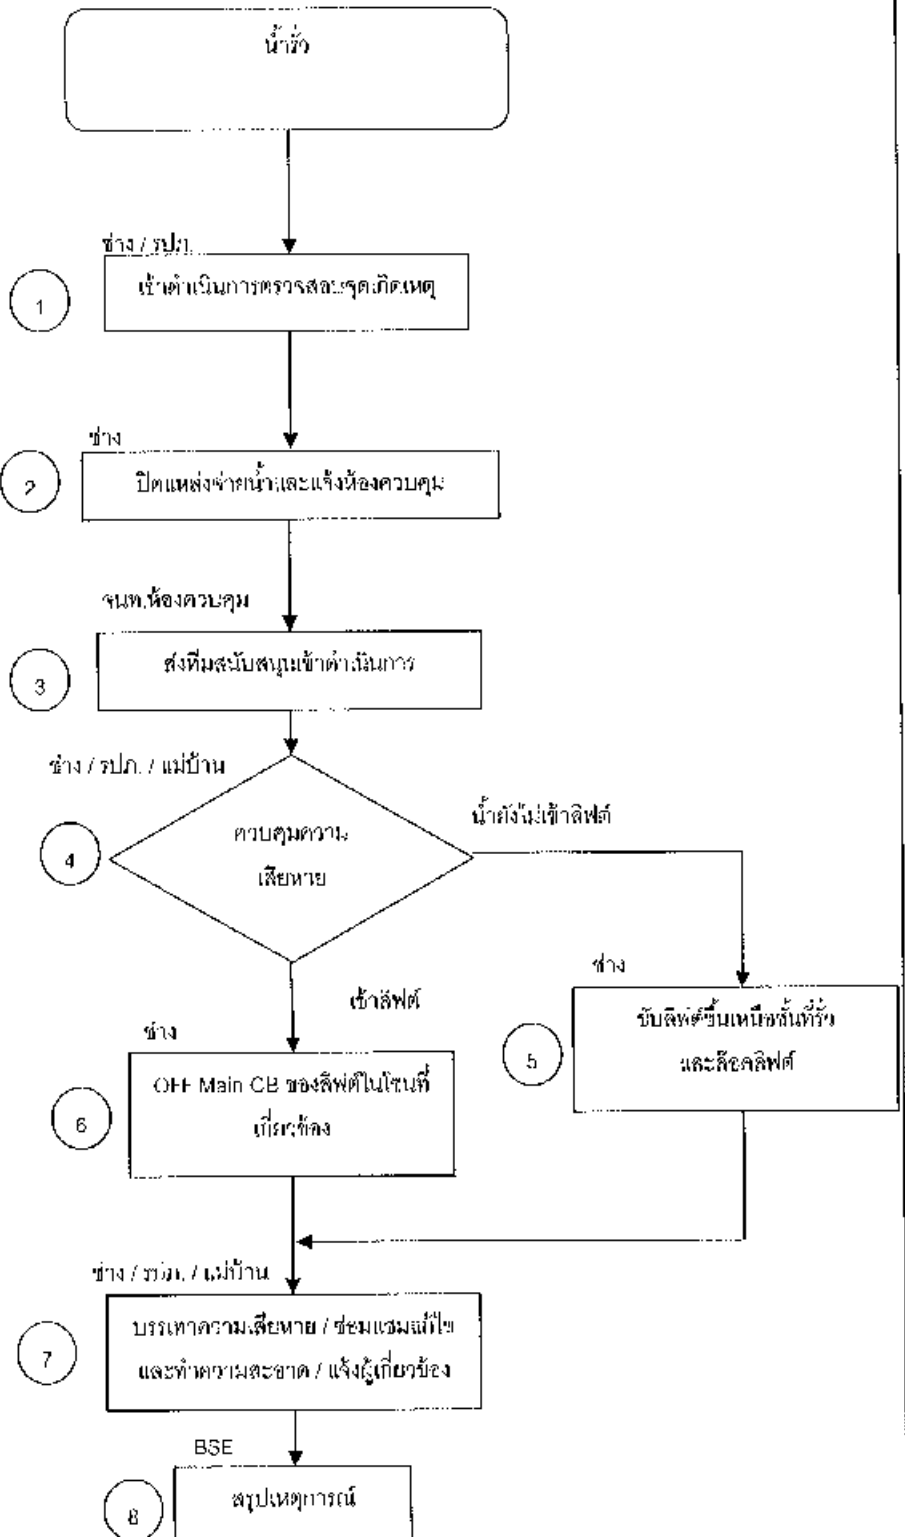 น้ำรั่ว
ช่าง / รปภ.
1
เข้าดำเนินการตรวจสอบจุดเกิดเหตุ
ช่าง
2
ปิดแหล่งจ่ายน้ำและแจ้งห้องควบคุม
จนท.ห้องควบคุม
3
ส่งทีมสนับสนุนเข้าดำเนินการ
ช่าง / รปภ. / แม่บ้าน
4
ควบคุมความ
เสียหาย
น้ำยังไม่เข้าลิฟต์
เข้าลิฟต์
ช่าง
5
ขับลิฟต์ขึ้นเหนือชั้นที่รั่ว
และล๊อคลิฟต์
ช่าง
6
OFF Main CB ของลิฟต์ในโซนที่
เกี่ยวข้อง
ช่าง / รปภ. / แม่บ้าน
7
บรรเทาความเสียหาย / ซ่อมแซมแก้ไข
และทำความสะอาด / แจ้งผู้เกี่ยวข้อง
BSE
8
สรุปเหตุการณ์